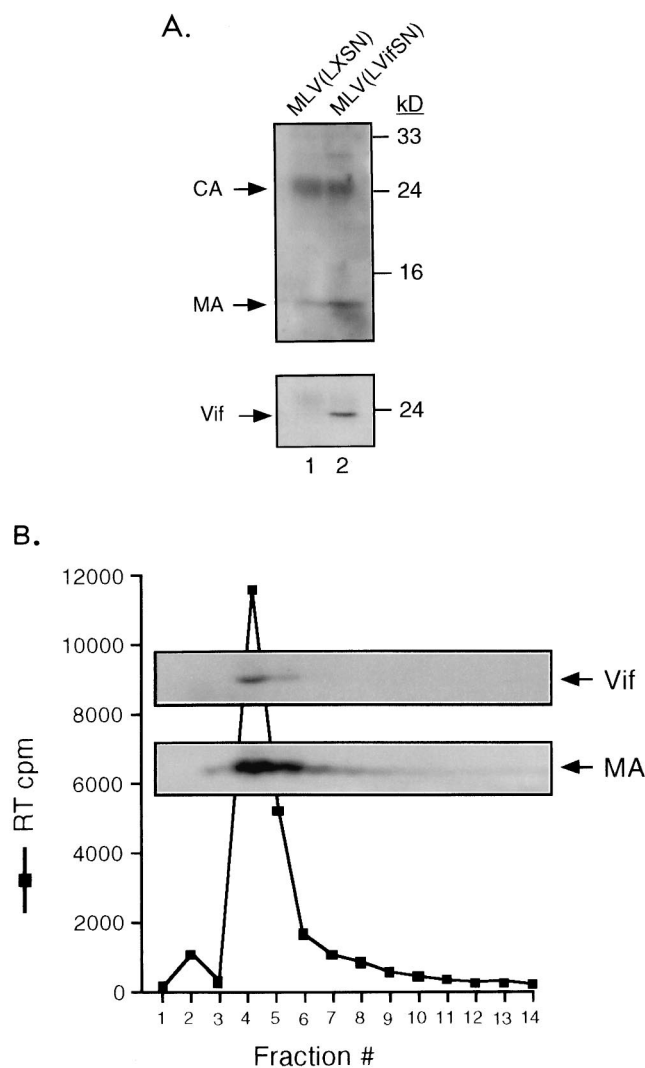 A.
MLV(LXSN)
MLV(LVifSN)
kD
33
CA
24
16
MA
Vif
24
1 2
B.
12000
10000
Vif
8000
MA
6000
RT cpm
4000
2000
0
1 2 3 4 5 6 7 8 9 10 11 12 13 14
Fraction #